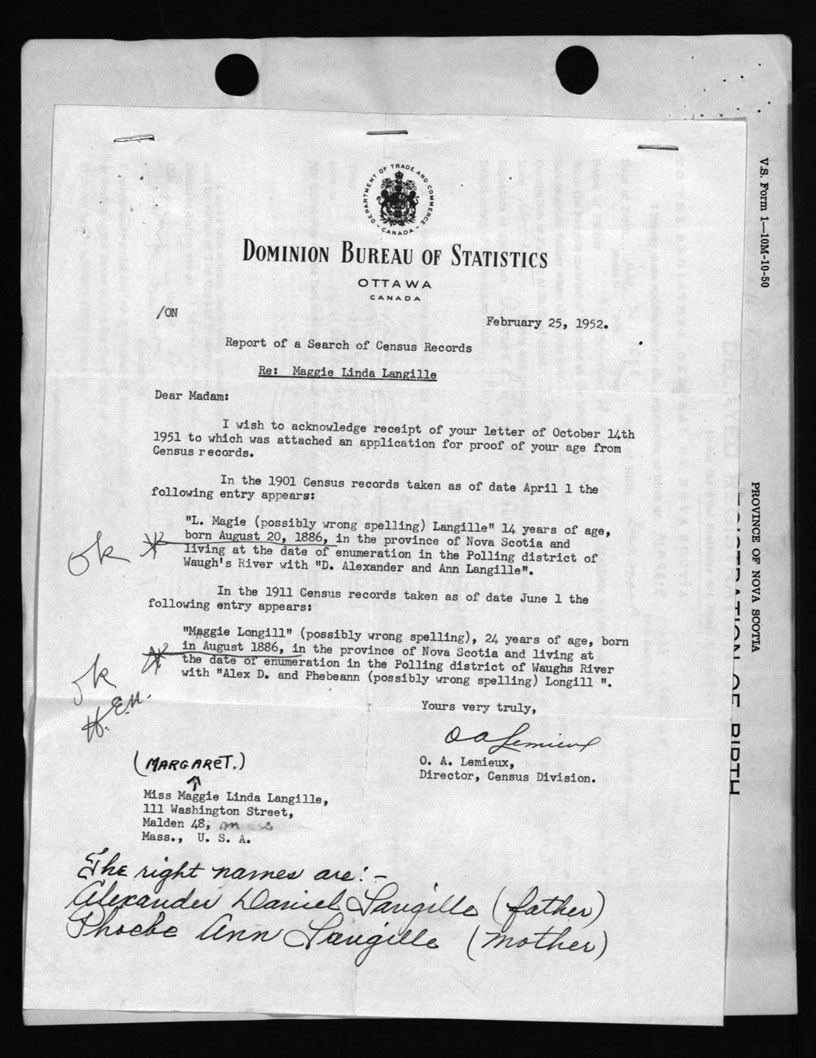 DEPARTMENT OF TRADE AND COMMERCE
CANADA
DOMINION BUREAU OF STATISTICS
OTTAWA
CANADA
/ON
February 25, 1952.
Report of a Search of Census Records
Re: Maggie Linda Langille
Dear Madam:
I wish to acknowledge receipt of your letter of October 14th
1951 to which was attached an application for proof of your age from
Census records.
In the 1901 Census records taken as of date April 1 the
following entry appears:
"L. Magie (possibly wrong spelling) Langille" 14 years of age,
born August 20, 1886, in the province of Nova Scotia and
living at the date of enumeration in the Polling district of
Waugh's River with "D. Alexander and Ann Langille".
ok
In the 1911 Census records taken as of date June 1 the
following entry appears:
"Maggie Longill" (possibly wrong spelling), 24 years of age, born
in August 1886, in the province of Nova Scotia and living at
the date of enumeration in the Polling district of Waughs River
with "Alex D. and Phebeann (possibly wrong spelling) Longill ".
ok
Yours very truly,
O A Lemieux
O. A. Lemieux,
Director, Census Division.
(MARGARET.)
Miss Maggie Linda Langille,
111 Washington Street,
Malden 48, mass
Mass., U. S. A.
The right names are:-
Alexander Daniel Langille (father)
Phoebe Ann Langille (mother)
V.S. Form 1—10M-10-50
PROVINCE OF NOVA SCOTIA
REGISTRATION OF BIRTH